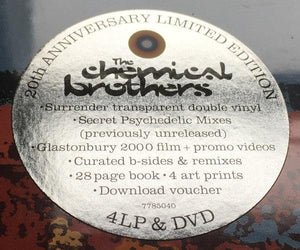 20th ANNIVERSARY LIMITED EDITION
The
chemical
brothers
• Surrender transparent double vinyl
• Secret Psychedelic Mixes
(previously unreleased)
• Glastonbury 2000 film + promo videos
• Curated b-sides & remixes
• 28 page book • 4 art prints
• Download voucher
7785040
4LP & DVD